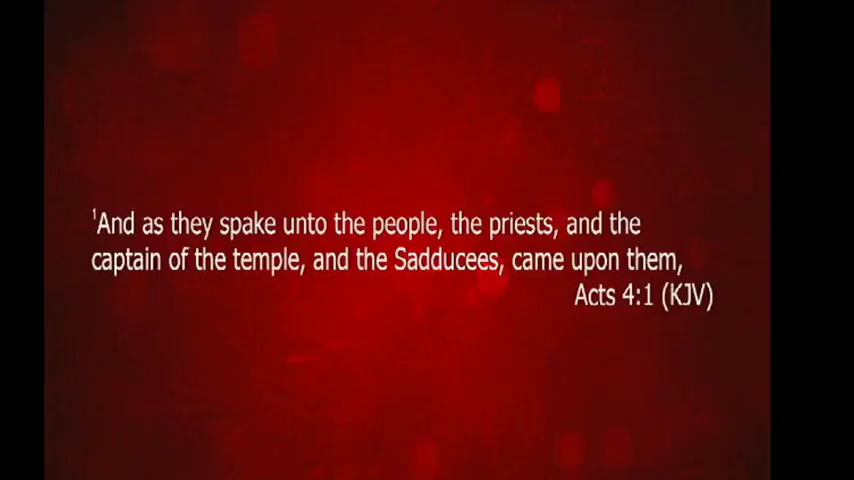 ¹And as they spake unto the people, the priests, and the
captain of the temple, and the Sadducees, came upon them,
Acts 4:1 (KJV)